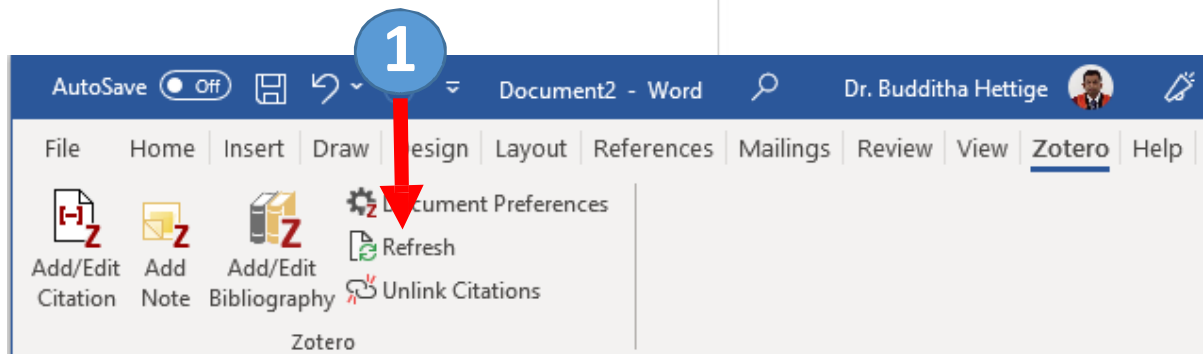 1
AutoSave Off Document2 - Word Dr. Budditha Hettige
File Home Insert Draw Design Layout References Mailings Review View Zotero Help
Add/Edit Citation
Add Note
Add/Edit Bibliography
Document Preferences
Refresh
Unlink Citations
Zotero